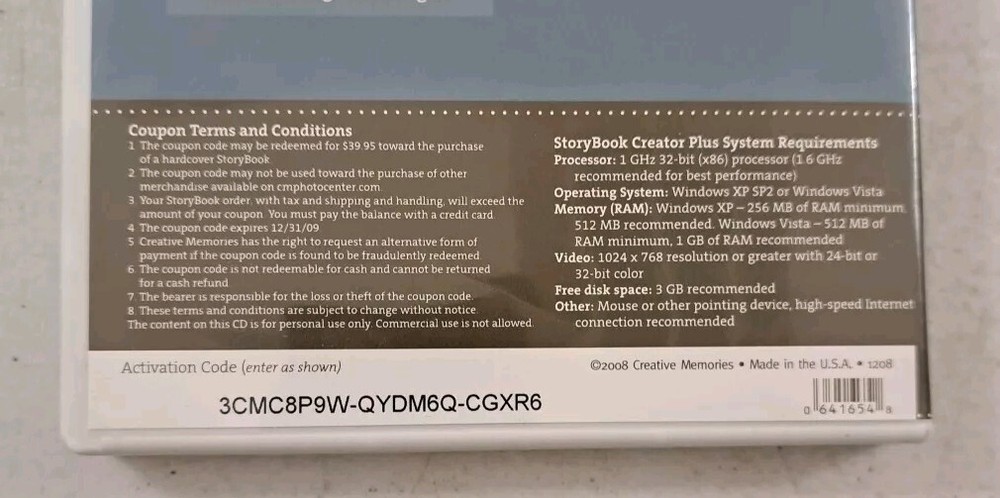 Coupon Terms and Conditions
1 The coupon code may be redeemed for $39.95 toward the purchase
of a hardcover StoryBook
2 The coupon code may not be used toward the purchase of other
merchandise available on cmphotocenter.com
3 Your StoryBook order, with tax and shipping and handling, will exceed the
amount of your coupon You must pay the balance with a credit card
4 The coupon code expires 12/31/09
5 Creative Memories has the right to request an alternative form of
payment if the coupon code is found to be fraudulently redeemed
6 The coupon code is not redeemable for cash and cannot be returned
for a cash refund
7. The bearer is responsible for the loss or theft of the coupon code.
8. These terms and conditions are subject to change without notice.
The content on this CD is for personal use only. Commercial use is not allowed.
StoryBook Creator Plus System Requirements
Processor: 1 GHz 32-bit (x86) processor (1.6 GHz
recommended for best performance)
Operating System: Windows XP SP2 or Windows Vista
Memory (RAM): Windows XP – 256 MB of RAM minimum
512 MB recommended. Windows Vista – 512 MB of
RAM minimum, 1 GB of RAM recommended
Video: 1024 x 768 resolution or greater with 24-bit or
32-bit color
Free disk space: 3 GB recommended
Other: Mouse or other pointing device, high-speed Internet
connection recommended
Activation Code (enter as shown)
3CMC8P9W-QYDM6Q-CGXR6
©2008 Creative Memories • Made in the U.S.A. • 1208
0 641654 8